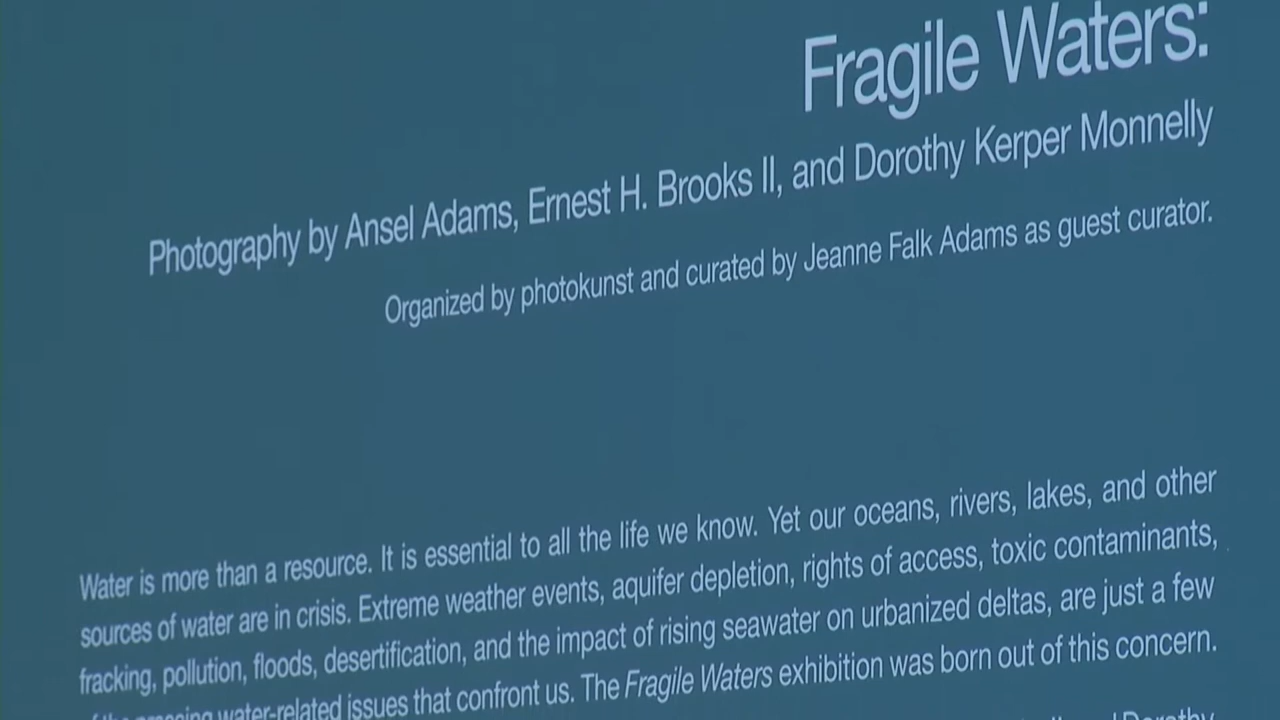 Fragile Waters:
Photography by Ansel Adams, Ernest H. Brooks II, and Dorothy Kerper Monnelly
Organized by photokunst and curated by Jeanne Falk Adams as guest curator.
Water is more than a resource. It is essential to all the life we know. Yet our oceans, rivers, lakes, and other
sources of water are in crisis. Extreme weather events, aquifer depletion, rights of access, toxic contaminants,
fracking, pollution, floods, desertification, and the impact of rising seawater on urbanized deltas, are just a few
water-related issues that confront us. The Fragile Waters exhibition was born out of this concern.
Dorothy